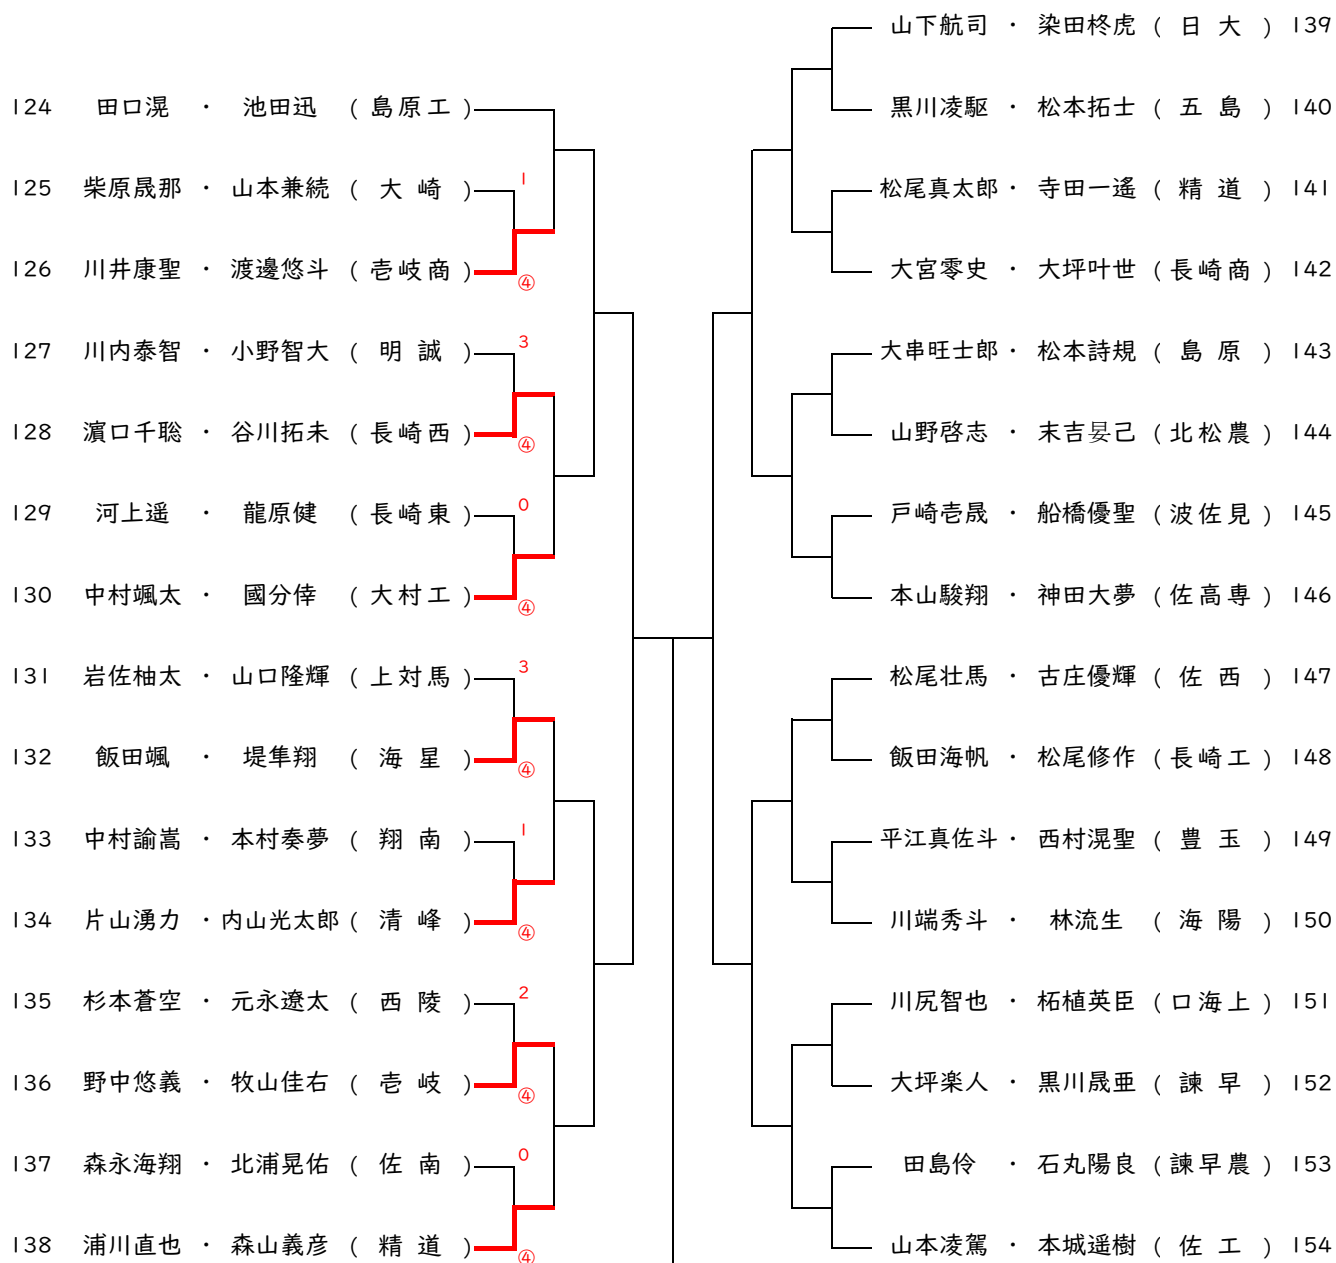 124 田口滉 ・ 池田迅 ( 島原工 )
125 柴原晟那 ・ 山本兼続 ( 大 崎 ) 1
126 川井康聖 ・ 渡邊悠斗 ( 壱岐商 ) ④
127 川内泰智 ・ 小野智大 ( 明 誠 ) 3
128 濵口千聡 ・ 谷川拓未 ( 長崎西 ) ④
129 河上遥 ・ 龍原健 ( 長崎東 ) 0
130 中村颯太 ・ 國分倖 ( 大村工 ) ④
131 岩佐柚太 ・ 山口隆輝 ( 上対馬 ) 3
132 飯田颯 ・ 堤隼翔 ( 海 星 ) ④
133 中村諭嵩 ・ 本村奏夢 ( 翔 南 ) 1
134 片山湧力 ・ 内山光太郎 ( 清 峰 ) ④
135 杉本蒼空 ・ 元永遼太 ( 西 陵 ) 2
136 野中悠義 ・ 牧山佳右 ( 壱 岐 ) ④
137 森永海翔 ・ 北浦晃佑 ( 佐 南 ) 0
138 浦川直也 ・ 森山義彦 ( 精 道 ) ④
山下航司 ・ 染田柊虎 ( 日 大 ) 139
黒川凌駆 ・ 松本拓士 ( 五 島 ) 140
松尾真太郎 ・ 寺田一遙 ( 精 道 ) 141
大宮零史 ・ 大坪叶世 ( 長崎商 ) 142
大串旺士郎 ・ 松本詩規 ( 島 原 ) 143
山野啓志 ・ 末吉晏己 ( 北松農 ) 144
戸崎壱晟 ・ 船橋優聖 ( 波佐見 ) 145
本山駿翔 ・ 神田大夢 ( 佐高専 ) 146
松尾壮馬 ・ 古庄優輝 ( 佐 西 ) 147
飯田海帆 ・ 松尾修作 ( 長崎工 ) 148
平江真佐斗 ・ 西村滉聖 ( 豊 玉 ) 149
川端秀斗 ・ 林流生 ( 海 陽 ) 150
川尻智也 ・ 柘植英臣 ( 口海上 ) 151
大坪楽人 ・ 黒川晟亜 ( 諫 早 ) 152
田島伶 ・ 石丸陽良 ( 諫早農 ) 153
山本凌駕 ・ 本城遥樹 ( 佐 工 ) 154